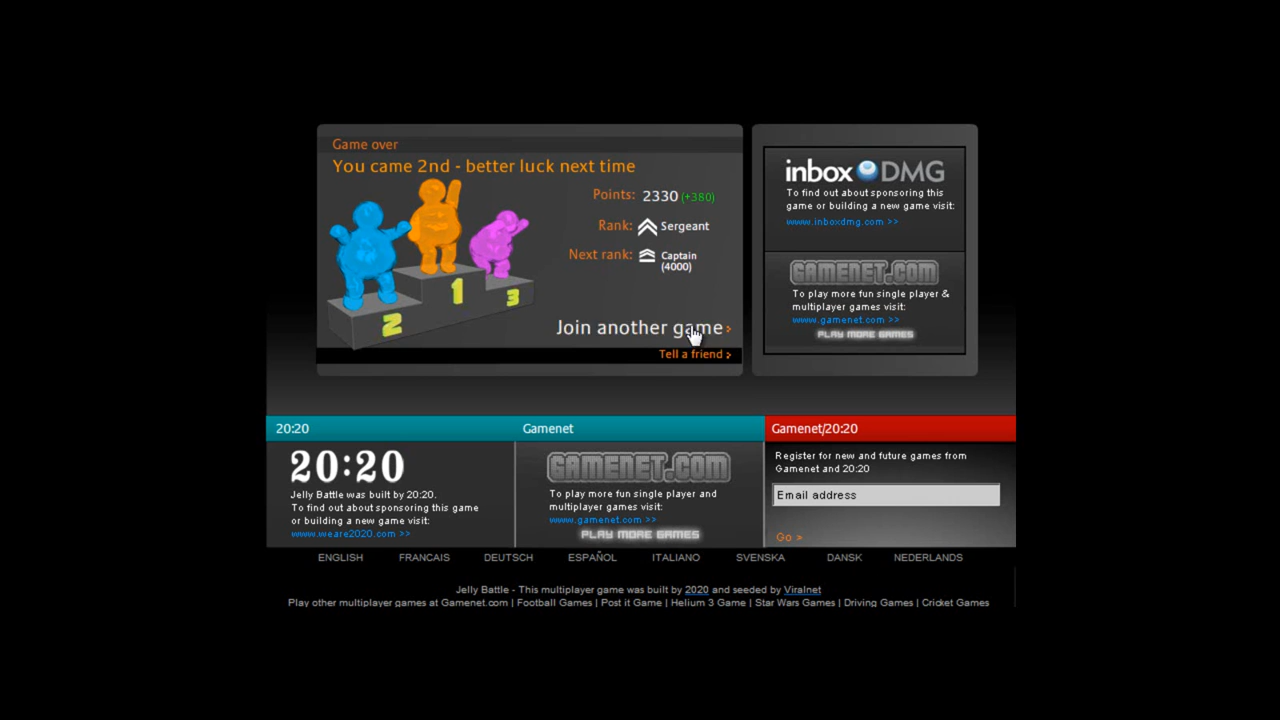 Game over
You came 2nd - better luck next time
Points: 2330 (+380)
Rank: Sergeant
Next rank: Captain
(4000)
1
2
3
Join another game
Tell a friend
inbox DMG
To find out about sponsoring this
game or building a new game visit:
www.inboxdmg.com >>
GAMENET.COM
To play more fun single player &
multiplayer games visit:
www.gamenet.com >>
PLAY MORE GAMES
20:20
20:20
Jelly Battle was built by 20:20.
To find out about sponsoring this game
or building a new game visit:
www.weare2020.com >>
Gamenet
GAMENET.COM
To play more fun single player and
multiplayer games visit:
www.gamenet.com >>
PLAY MORE GAMES
Gamenet/20:20
Register for new and future games from
Gamenet and 20:20
Email address
Go >
ENGLISH FRANCAIS DEUTSCH ESPAÑOL ITALIANO SVENSKA DANSK NEDERLANDS
Jelly Battle - This multiplayer game was built by 2020 and seeded by Viralnet
Play other multiplayer games at Gamenet.com | Football Games | Post it Game | Helium 3 Game | Star Wars Games | Driving Games | Cricket Games